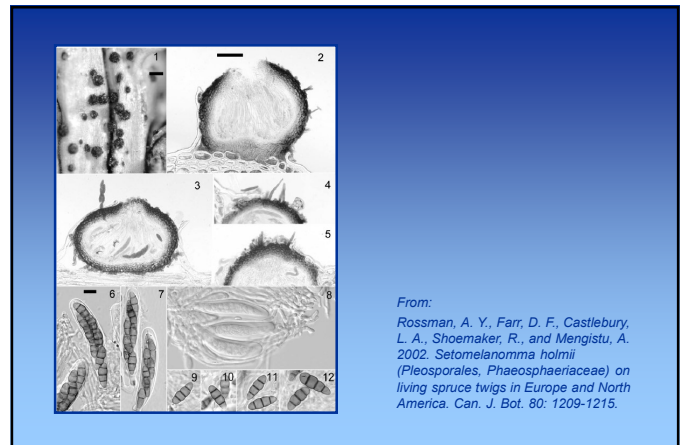 1
2
3
4
5
6
7
8
9
10
11
12
From:
Rossman, A. Y., Farr, D. F., Castlebury,
L. A., Shoemaker, R., and Mengistu, A.
2002. Setomelanomma holmii
(Pleosporales, Phaeosphaeriaceae) on
living spruce twigs in Europe and North
America. Can. J. Bot. 80: 1209-1215.